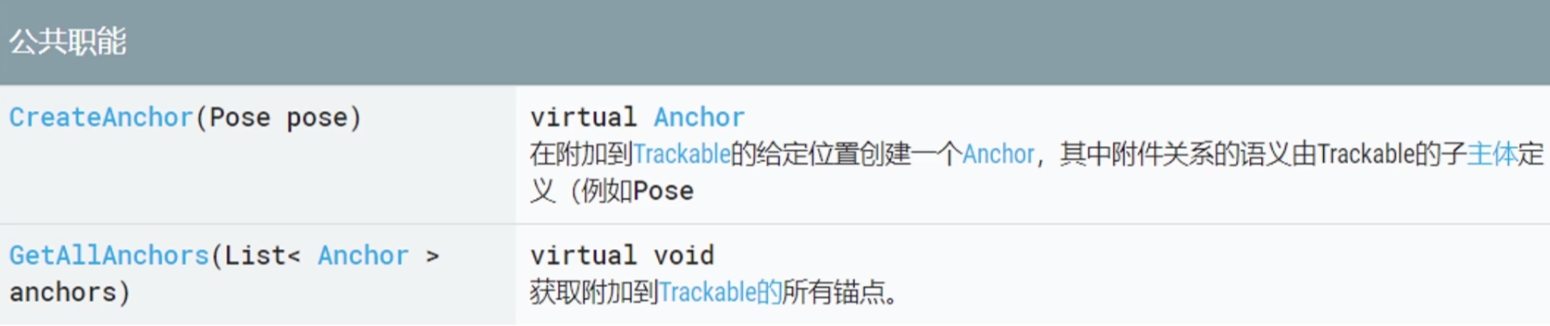 公共职能
CreateAnchor(Pose pose)
virtual Anchor
在附加到Trackable的给定位置创建一个Anchor，其中附件关系的语义由Trackable的子主体定
义（例如Pose
GetAllAnchors(List< Anchor >
anchors)
virtual void
获取附加到Trackable的所有锚点。